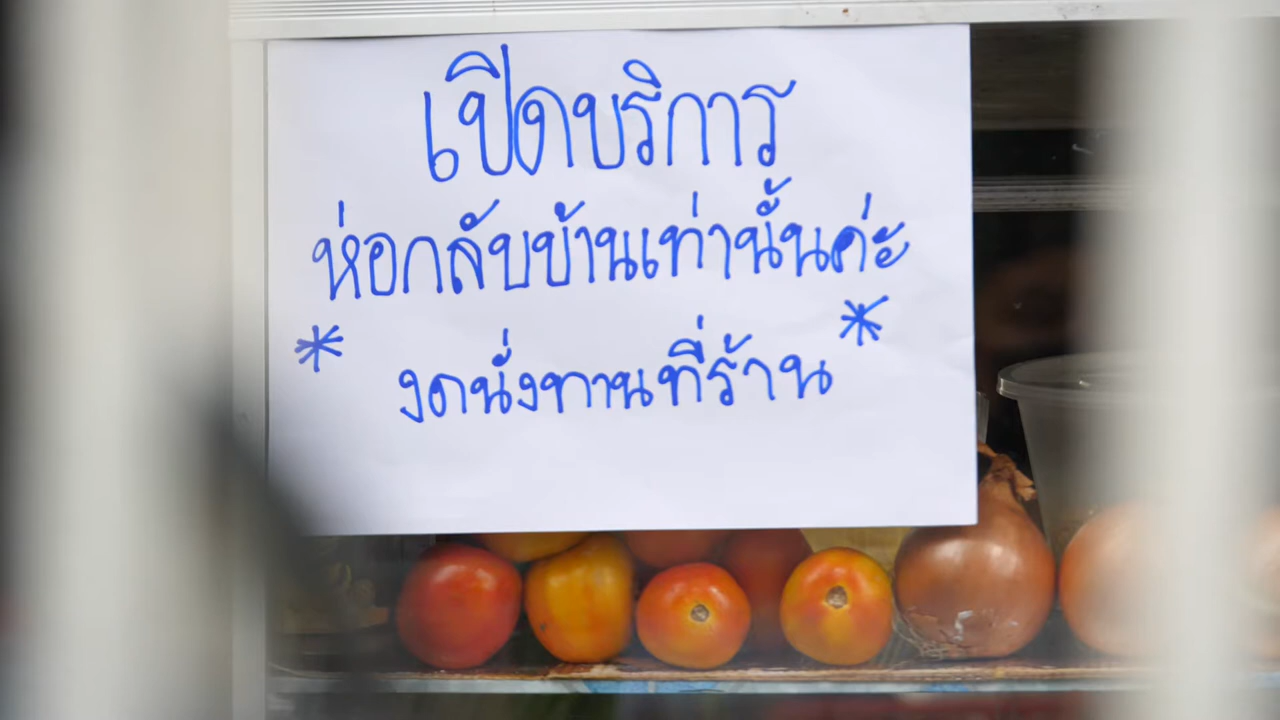 เปิดบริการ
ห่อกลับบ้านเท่านั้นค่ะ
* งดนั่งทานที่ร้าน *